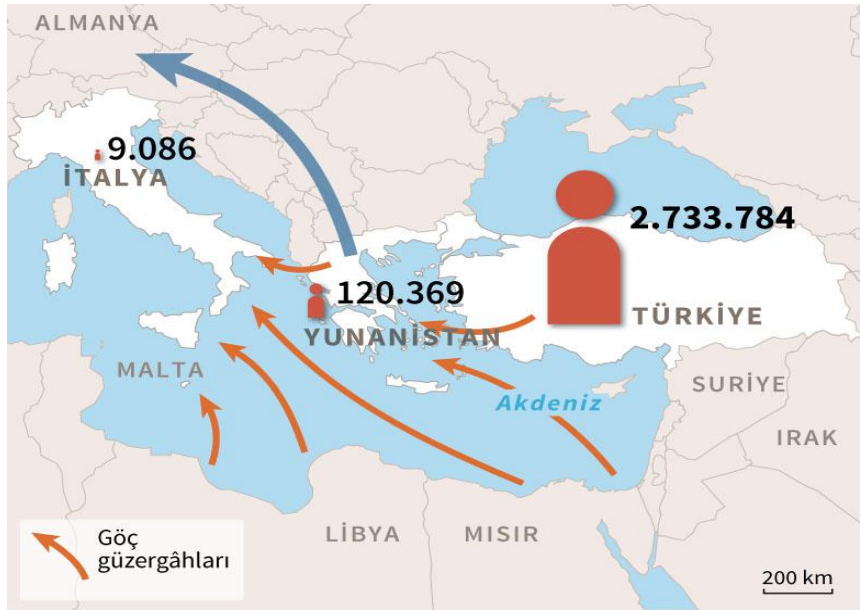 ALMANYA
9.086
İTALYA
2.733.784
120.369
YUNANİSTAN
TÜRKİYE
MALTA
Akdeniz
SURİYE
IRAK
LİBYA
MISIR
Göç
güzergâhları
200 km